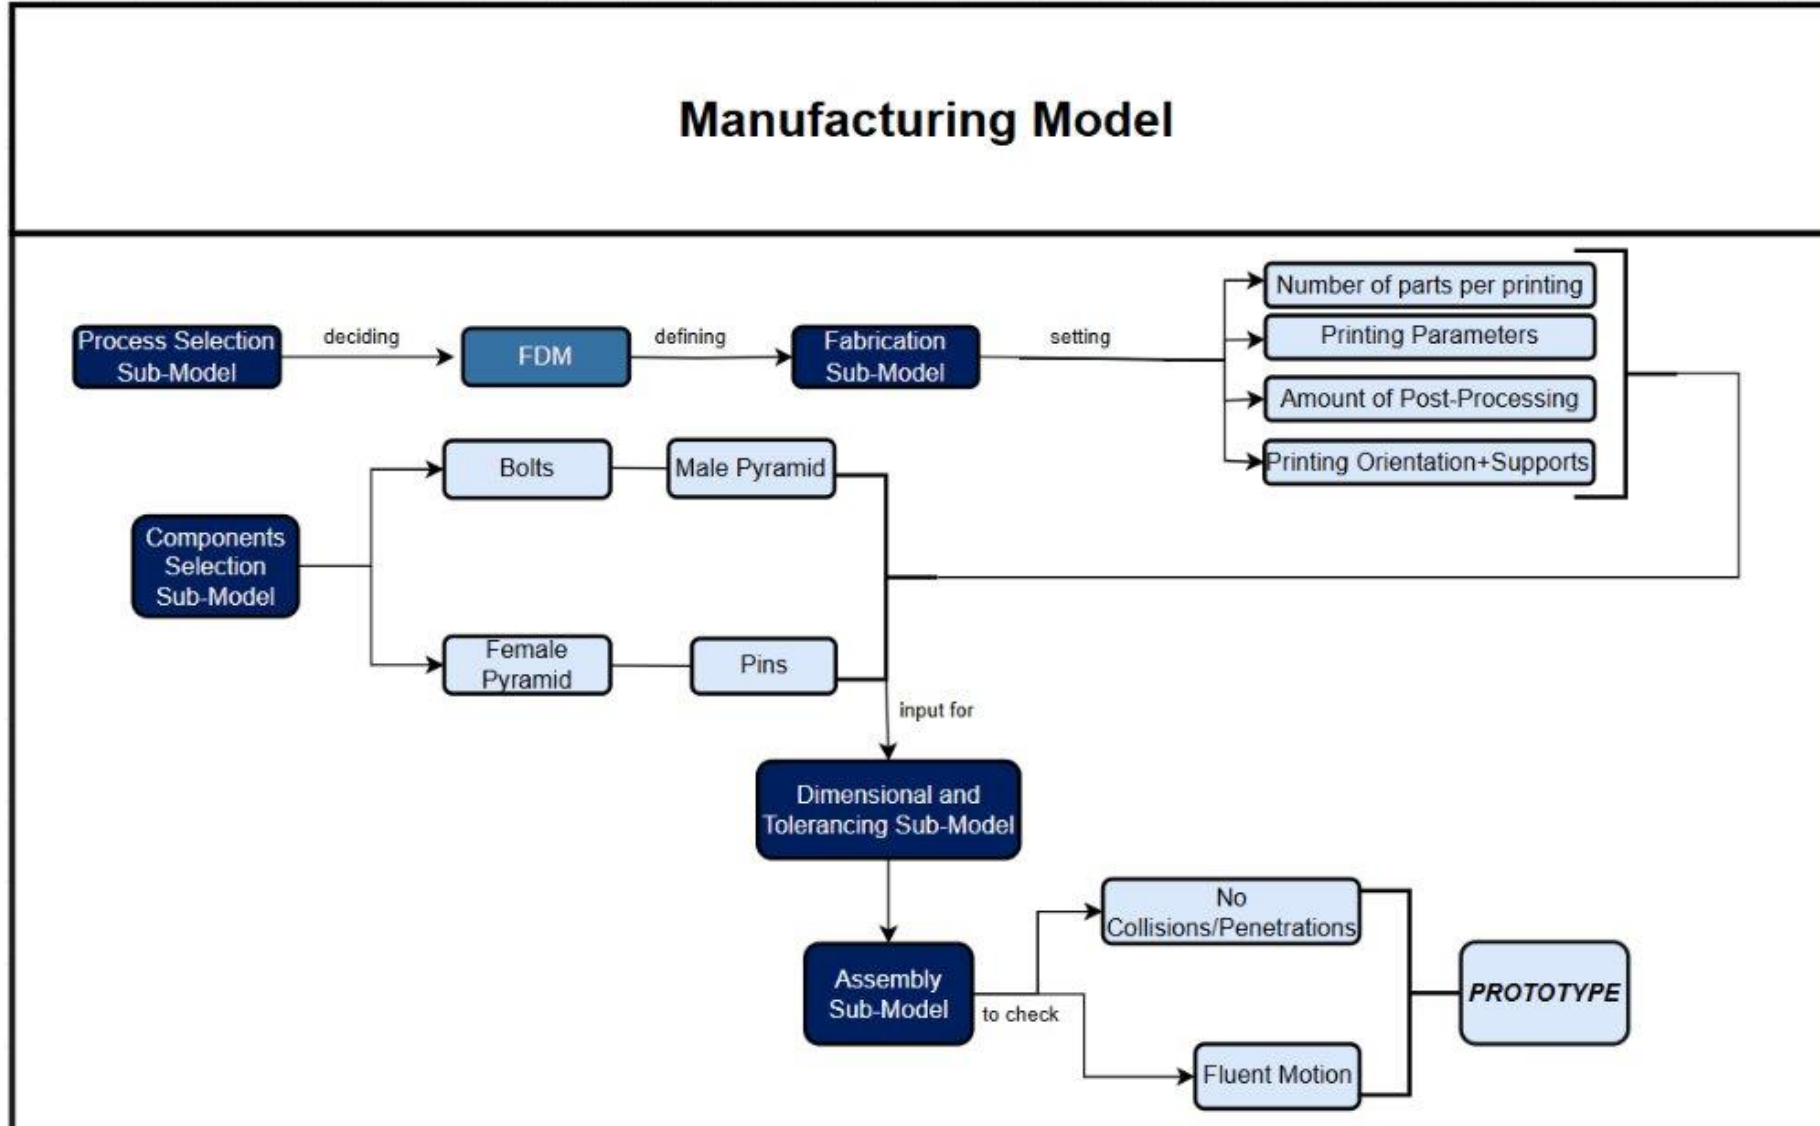 Manufacturing Model
Process Selection
Sub-Model
deciding
FDM
defining
Fabrication
Sub-Model
setting
Number of parts per printing
Printing Parameters
Amount of Post-Processing
Printing Orientation+Supports
Components
Selection
Sub-Model
Bolts
Male Pyramid
Female
Pyramid
Pins
input for
Dimensional and
Tolerancing Sub-Model
Assembly
Sub-Model
to check
No
Collisions/Penetrations
Fluent Motion
PROTOTYPE